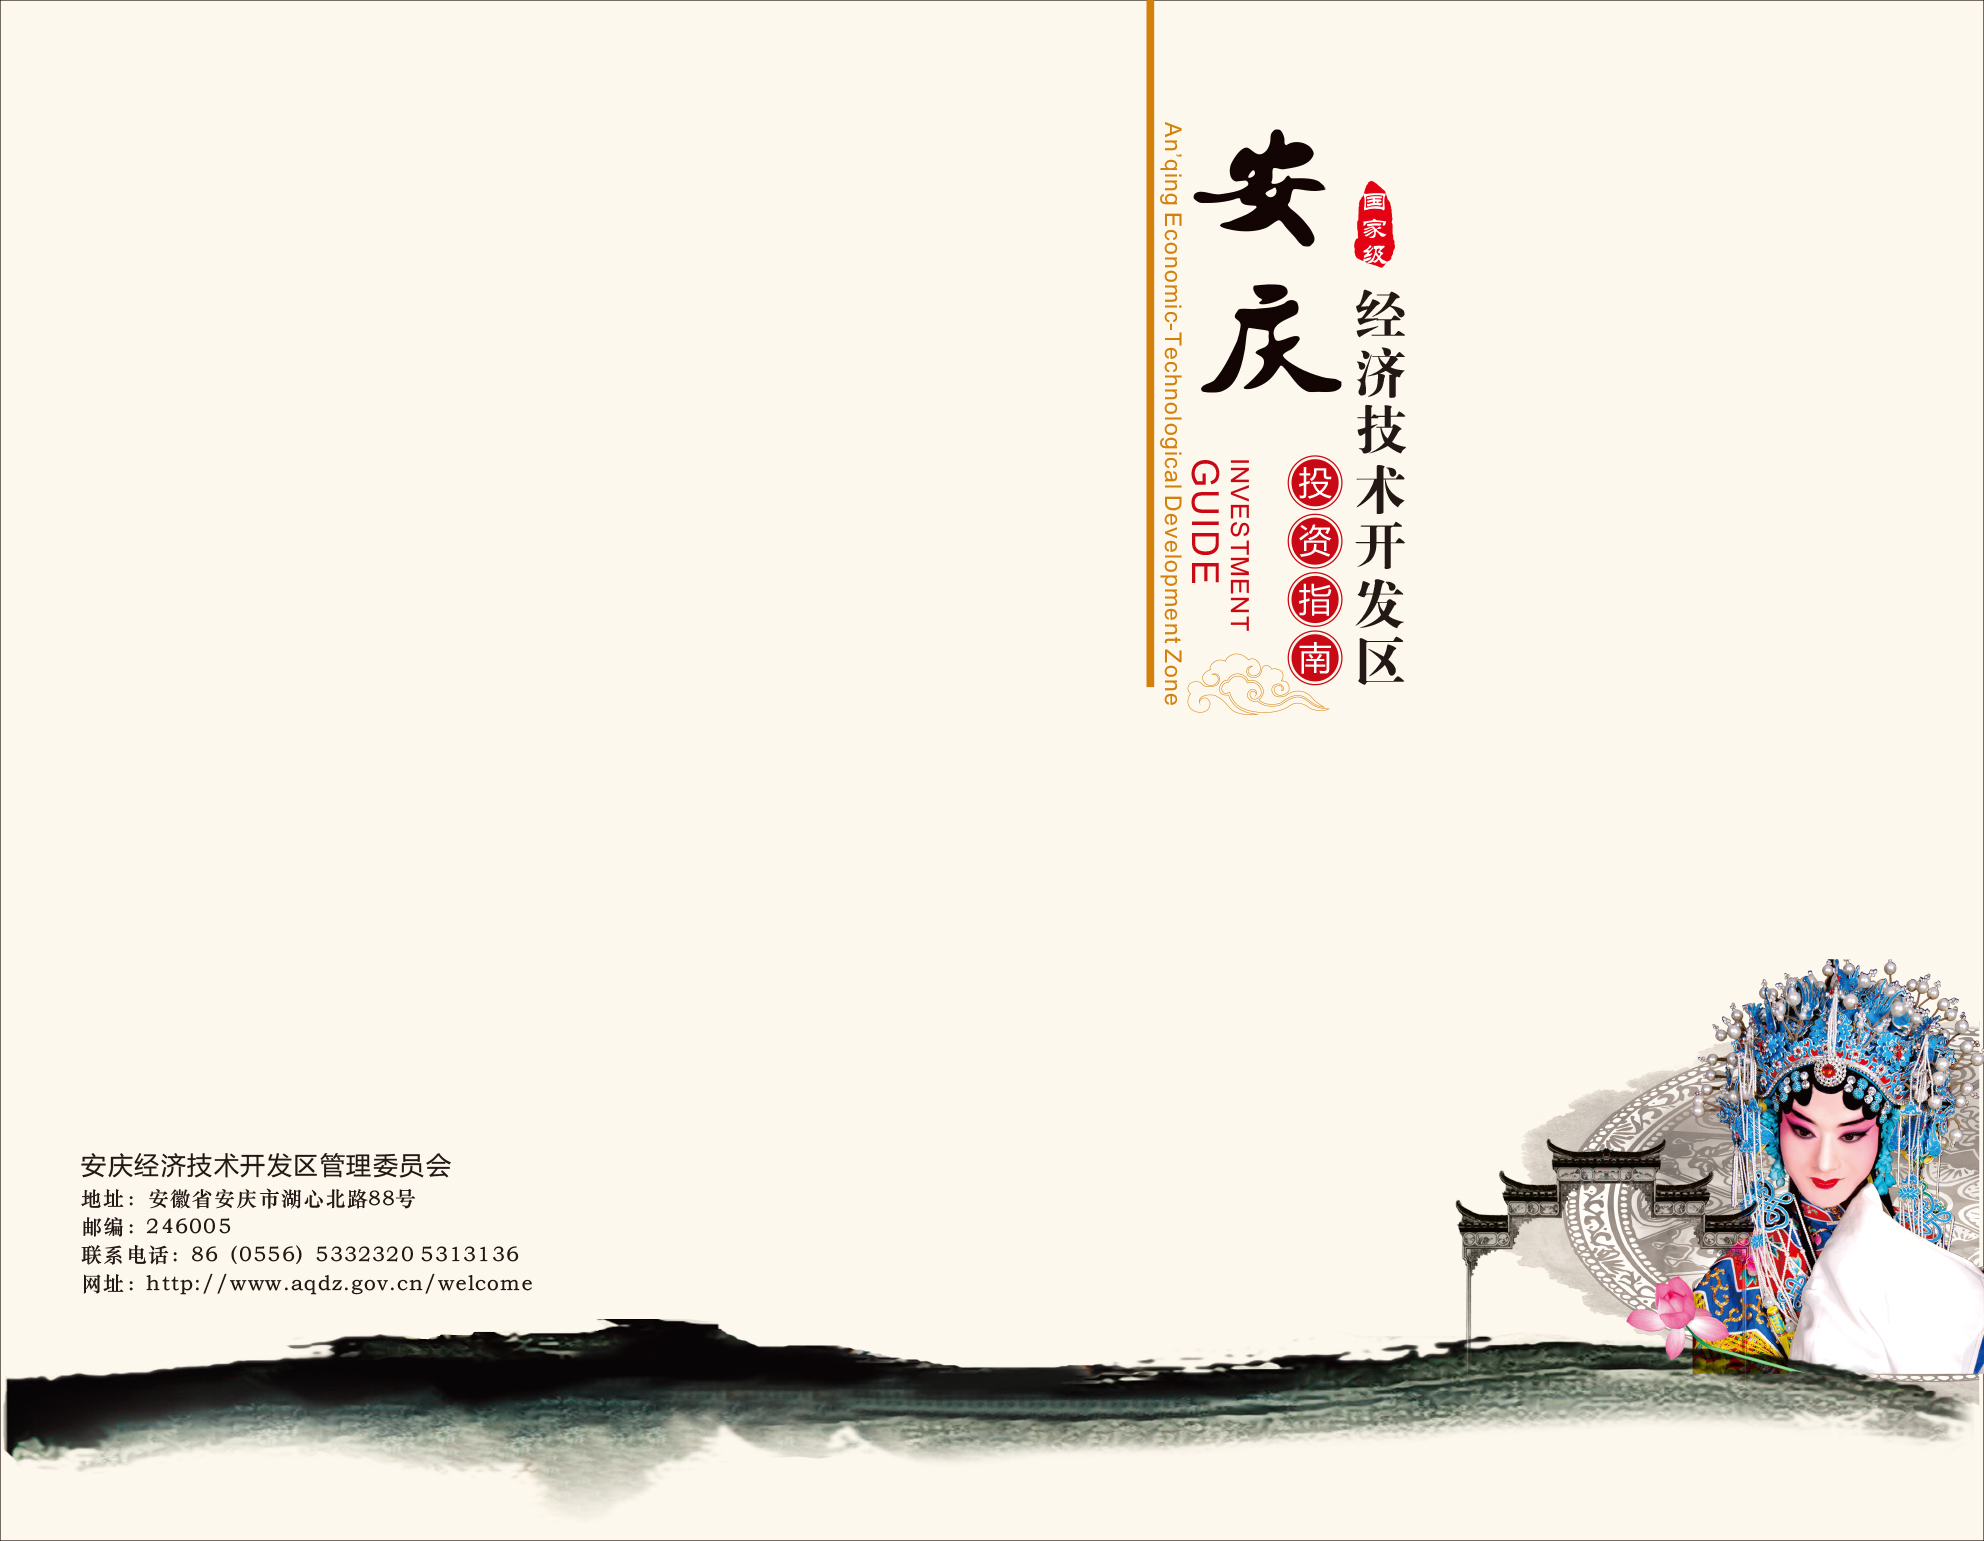 国家级
经济技术开发区
安庆
投资指南
INVESTMENT
GUIDE
An'qing Economic-Technological Development Zone
安庆经济技术开发区管理委员会
地址：安徽省安庆市湖心北路88号
邮编：246005
联系电话：86 (0556) 5332320 5313136
网址：http://www.aqdz.gov.cn/welcome